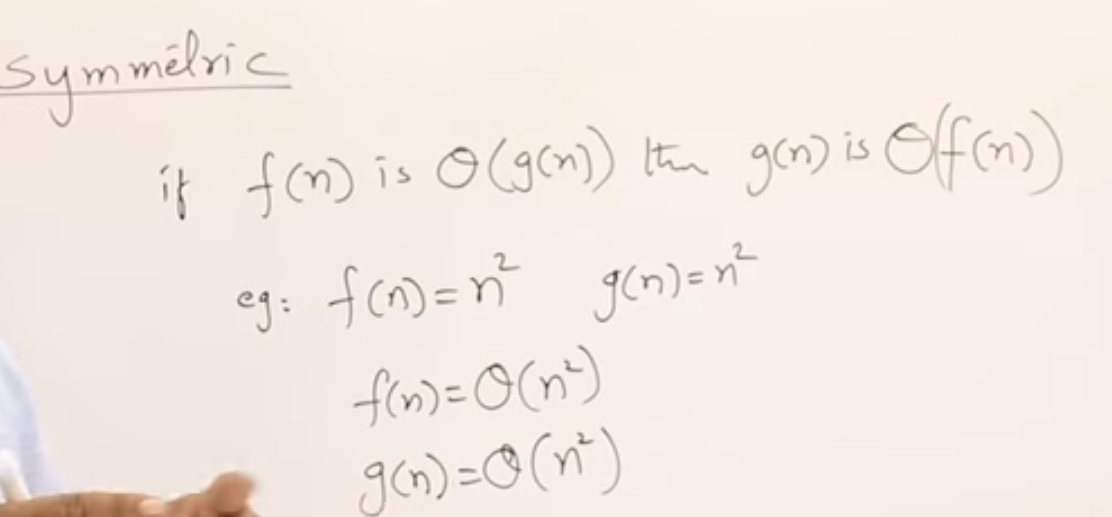 Symmetric
if f(n) is Θ(g(n)) then g(n) is Θ(f(n))
eg: f(n)=n² g(n)=n²
f(n)=Θ(n²)
g(n)=Θ(n²)